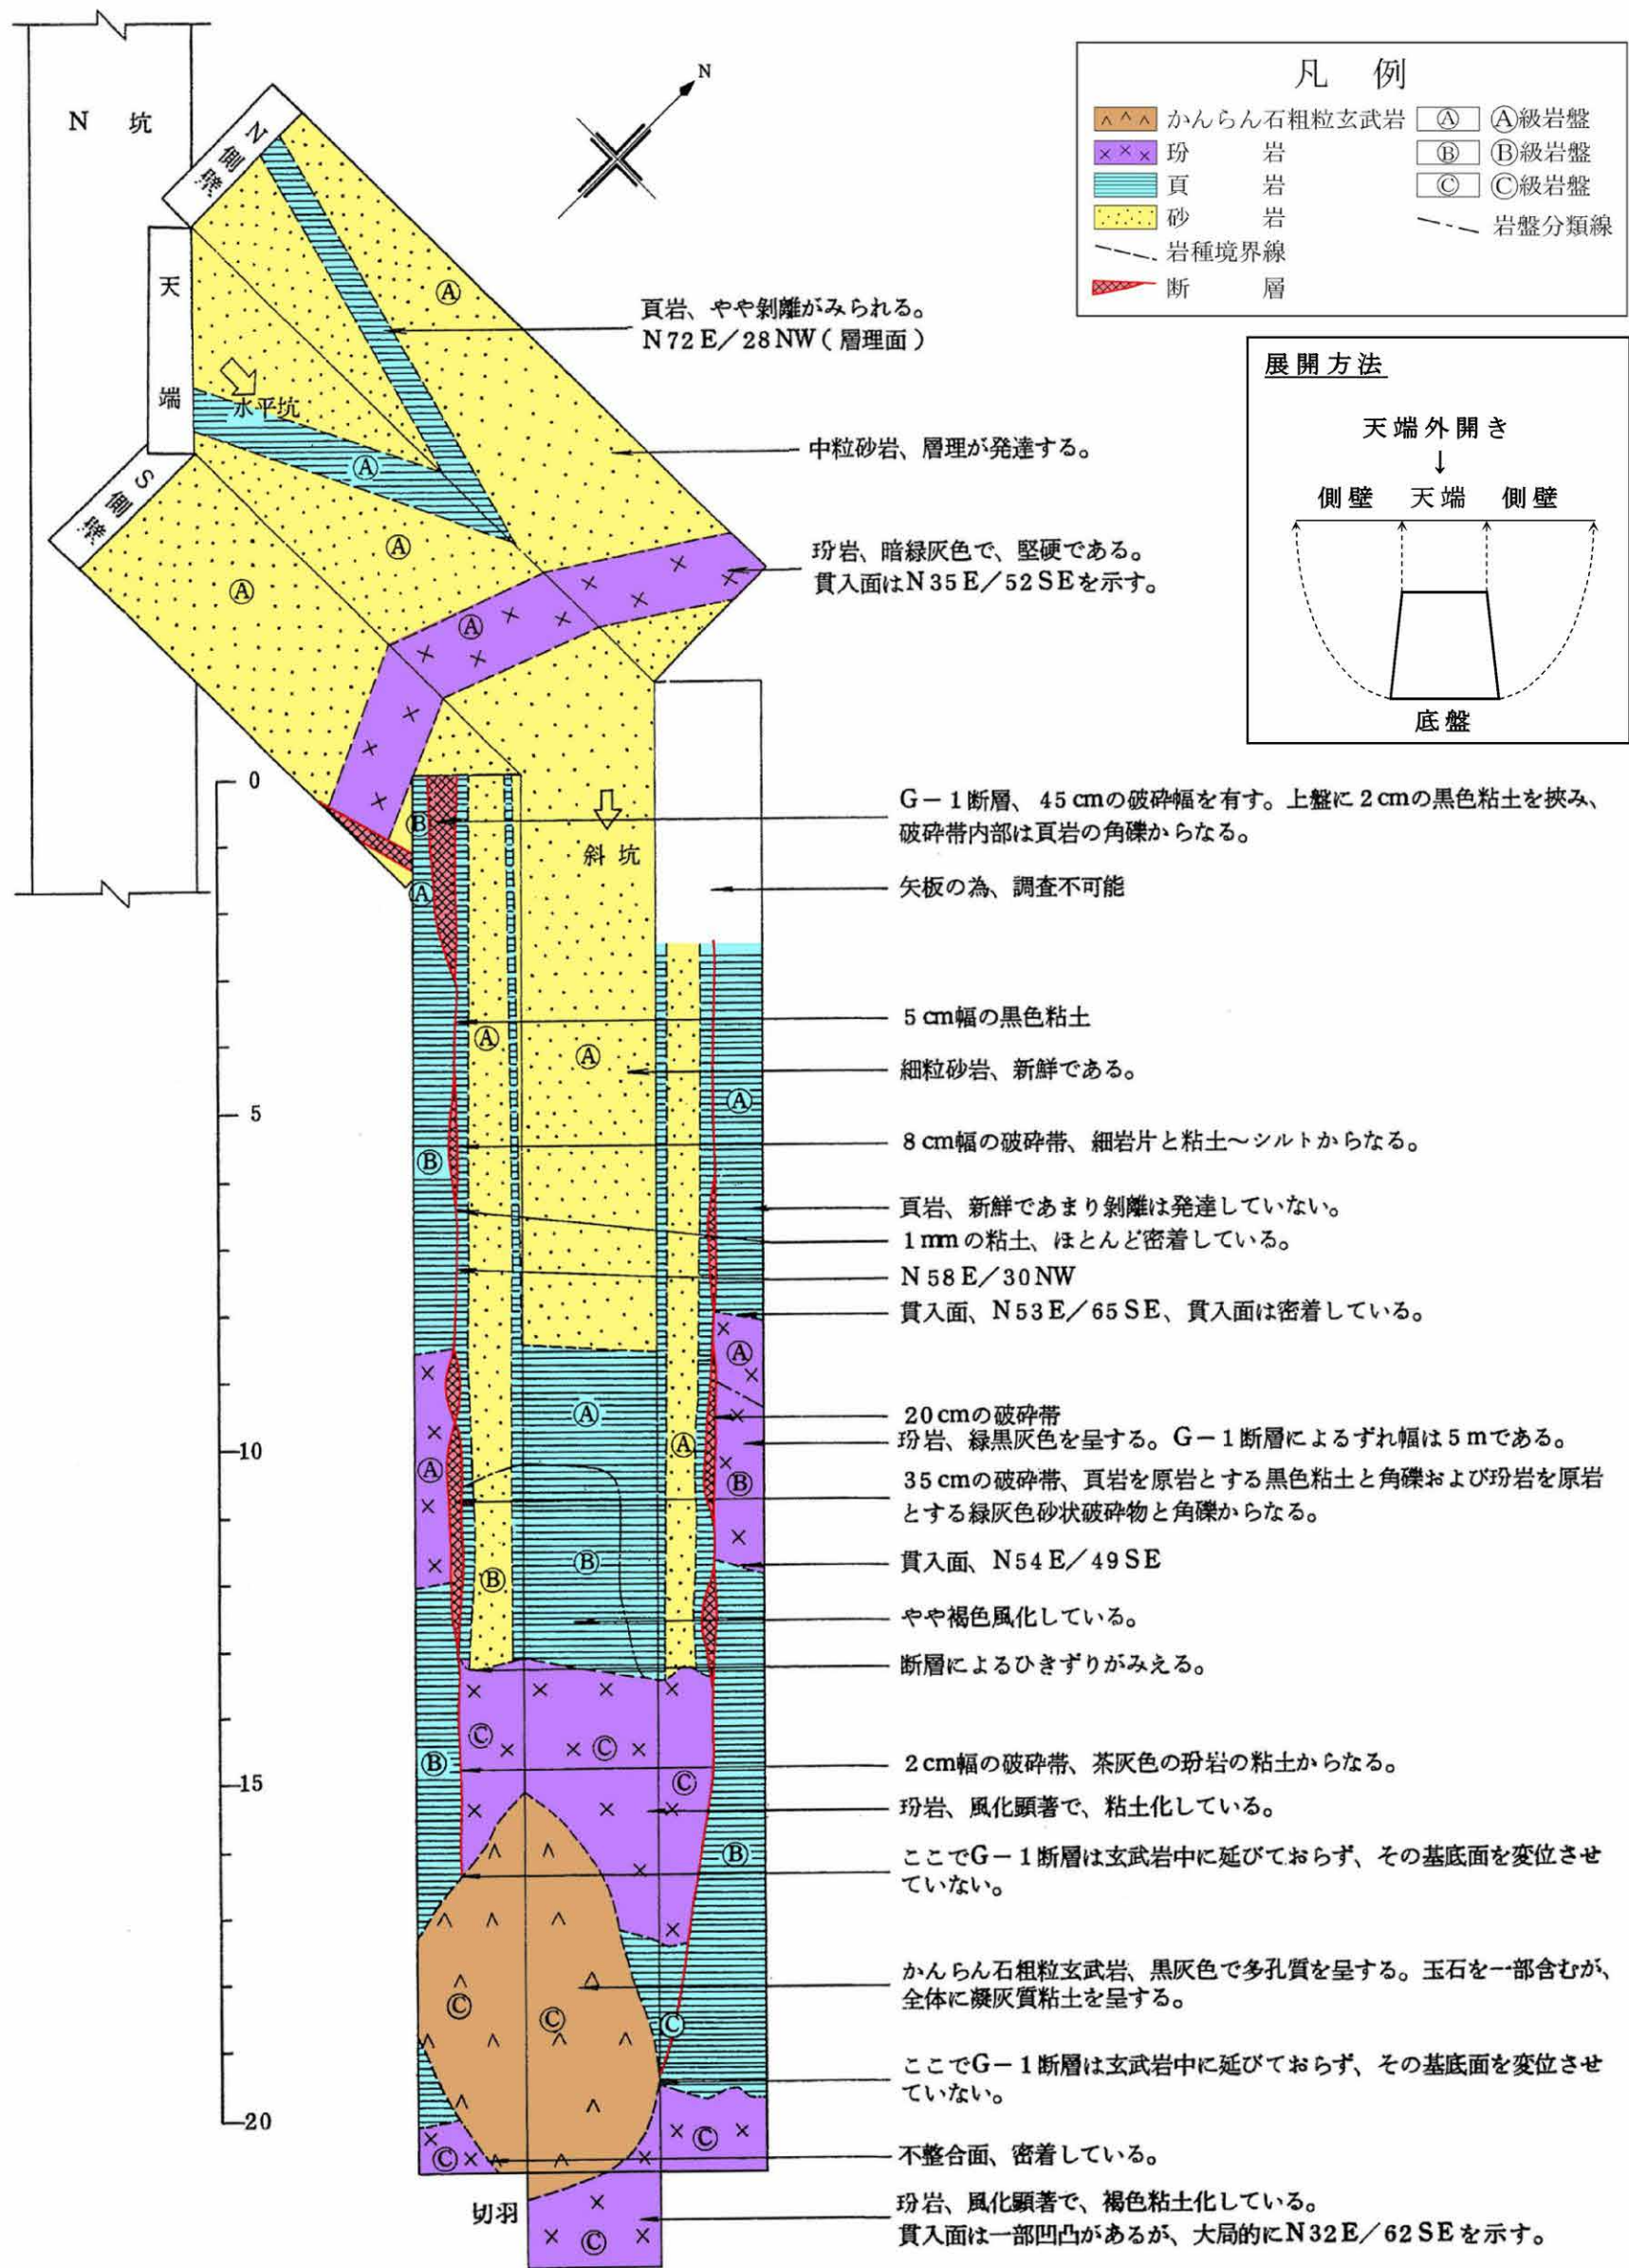 N 坑
N側壁
天端
S側壁
N
水平坑
凡 例
かんらん石粗粒玄武岩
玢 岩
頁 岩
砂 岩
岩種境界線
断 層
Ⓐ Ⓐ級岩盤
Ⓑ Ⓑ級岩盤
Ⓒ Ⓒ級岩盤
岩盤分類線
展開方法
天端外開き
↓
側壁 天端 側壁
底盤
頁岩、やや剝離がみられる。
N72E/28NW(層理面)
中粒砂岩、層理が発達する。
玢岩、暗緑灰色で、堅硬である。
貫入面はN35E/52SEを示す。
G-1断層、45cmの破砕幅を有す。上盤に2cmの黒色粘土を挾み、
破砕帯内部は頁岩の角礫からなる。
斜坑
矢板の為、調査不可能
5cm幅の黒色粘土
細粒砂岩、新鮮である。
8cm幅の破砕帯、細岩片と粘土~シルトからなる。
頁岩、新鮮であまり剝離は発達していない。
1mmの粘土、ほとんど密着している。
N58E/30NW
貫入面、N53E/65SE、貫入面は密着している。
20cmの破砕帯
玢岩、緑黒灰色を呈する。G-1断層によるずれ幅は5mである。
35cmの破砕帯、頁岩を原岩とする黒色粘土と角礫および玢岩を原岩
とする緑灰色砂状破砕物と角礫からなる。
貫入面、N54E/49SE
やや褐色風化している。
断層によるひきずりがみえる。
2cm幅の破砕帯、茶灰色の玢岩の粘土からなる。
玢岩、風化顕著で、粘土化している。
ここでG-1断層は玄武岩中に延びておらず、その基底面を変位させ
ていない。
かんらん石粗粒玄武岩、黒灰色で多孔質を呈する。玉石を一部含むが、
全体に凝灰質粘土を呈する。
ここでG-1断層は玄武岩中に延びておらず、その基底面を変位させ
ていない。
不整合面、密着している。
玢岩、風化顕著で、褐色粘土化している。
貫入面は一部凹凸があるが、大局的にN32E/62SEを示す。
切羽
0
5
10
15
20
Ⓐ
Ⓐ
Ⓐ
Ⓐ
Ⓐ
Ⓑ
Ⓐ
Ⓐ
Ⓐ
Ⓐ
Ⓑ
Ⓐ
Ⓐ
Ⓐ
Ⓐ
Ⓑ
Ⓑ
Ⓑ
Ⓒ
Ⓒ
Ⓑ
Ⓒ
Ⓑ
Ⓒ
Ⓒ
Ⓒ
Ⓒ
Ⓒ
Ⓒ